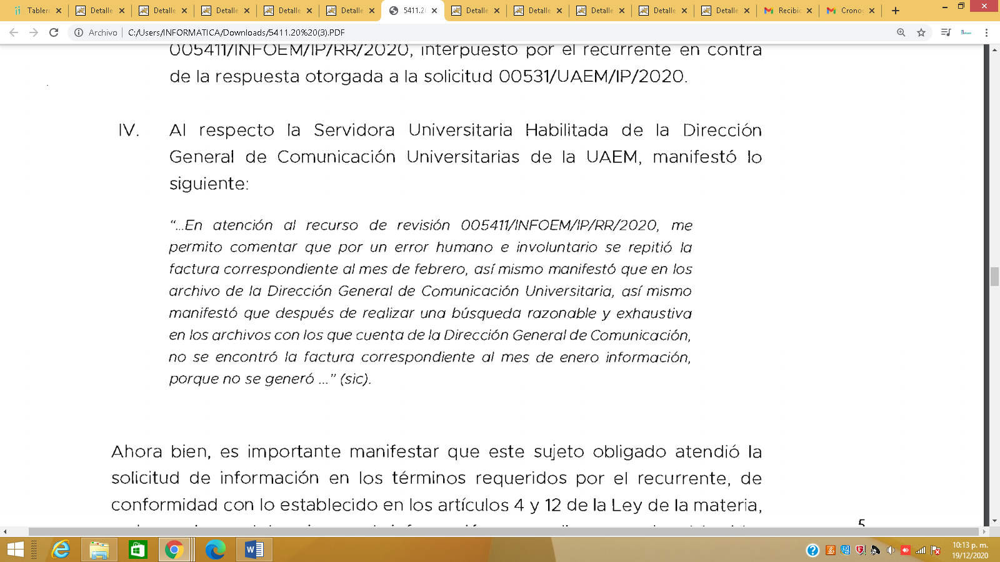 Tablero
Detalle
Detalle
Detalle
Detalle
Detalle
5411.20
Detalle
Detalle
Detalle
Detalle
Detalle
Recibid
Crono
Archivo C:/Users/INFORMATICA/Downloads/5411.20%20(3).PDF
005411/INFOEM/IP/RR/2020, interpuesto por el recurrente en contra
de la respuesta otorgada a la solicitud 00531/UAEM/IP/2020.
IV. Al respecto la Servidora Universitaria Habilitada de la Dirección
General de Comunicación Universitarias de la UAEM, manifestó lo
siguiente:
“...En atención al recurso de revisión 005411/INFOEM/IP/RR/2020, me
permito comentar que por un error humano e involuntario se repitió la
factura correspondiente al mes de febrero, así mismo manifestó que en los
archivo de la Dirección General de Comunicación Universitaria, así mismo
manifestó que después de realizar una búsqueda razonable y exhaustiva
en los archivos con los que cuenta de la Dirección General de Comunicación,
no se encontró la factura correspondiente al mes de enero información,
porque no se generó ...” (sic).
Ahora bien, es importante manifestar que este sujeto obligado atendió la
solicitud de información en los términos requeridos por el recurrente, de
conformidad con lo establecido en los artículos 4 y 12 de la Ley de la materia,
5
10:13 p. m.
19/12/2020